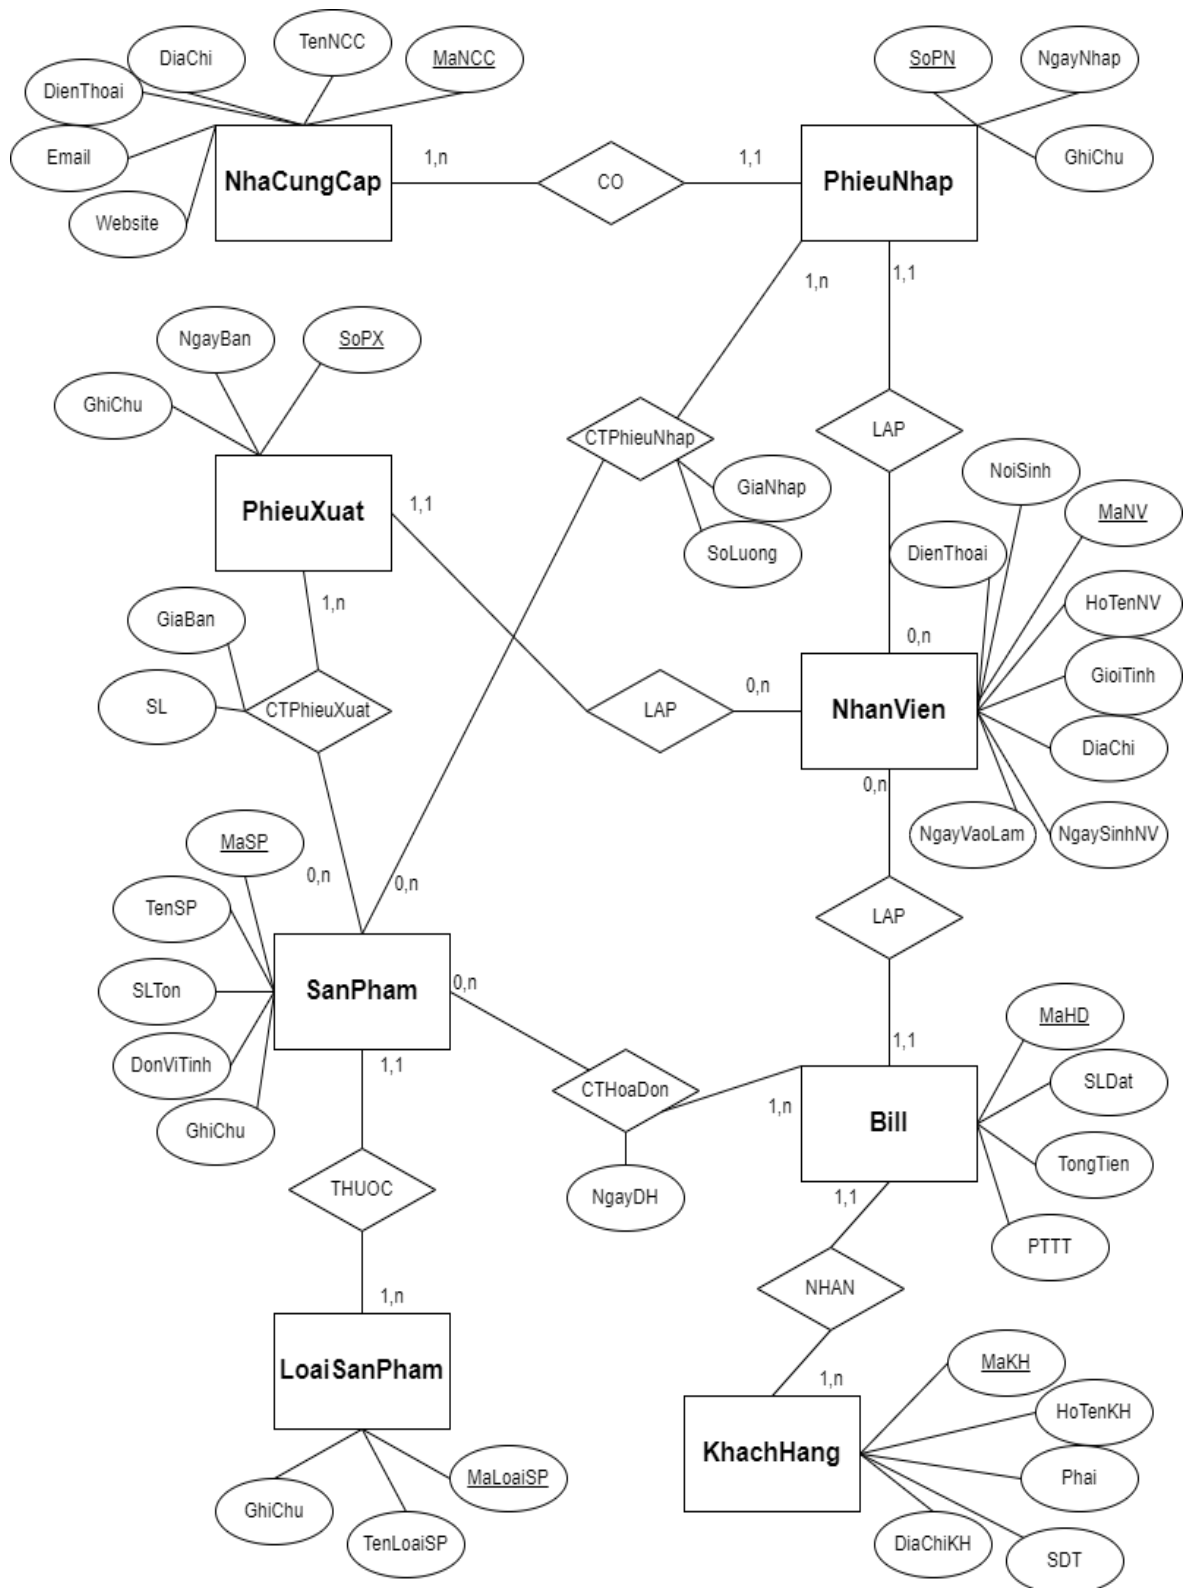 TenNCC
DiaChi
MaNCC
DienThoai
Email
Website
NhaCungCap
1,n
CO
1,1
PhieuNhap
SoPN
NgayNhap
GhiChu
1,n
1,1
NgayBan
SoPX
GhiChu
PhieuXuat
1,1
1,n
CTPhieuNhap
GiaNhap
SoLuong
LAP
NoiSinh
MaNV
DienThoai
HoTenNV
GioiTinh
DiaChi
NgaySinhNV
NgayVaoLam
0,n
NhanVien
0,n
LAP
0,n
GiaBan
SL
CTPhieuXuat
0,n
0,n
MaSP
TenSP
SLTon
DonViTinh
GhiChu
SanPham
0,n
1,1
LAP
1,1
CTHoaDon
1,n
NgayDH
Bill
MaHD
SLDat
TongTien
PTTT
1,1
THUOC
1,n
NHAN
1,n
LoaiSanPham
MaLoaiSP
GhiChu
TenLoaiSP
KhachHang
MaKH
HoTenKH
Phai
SDT
DiaChiKH